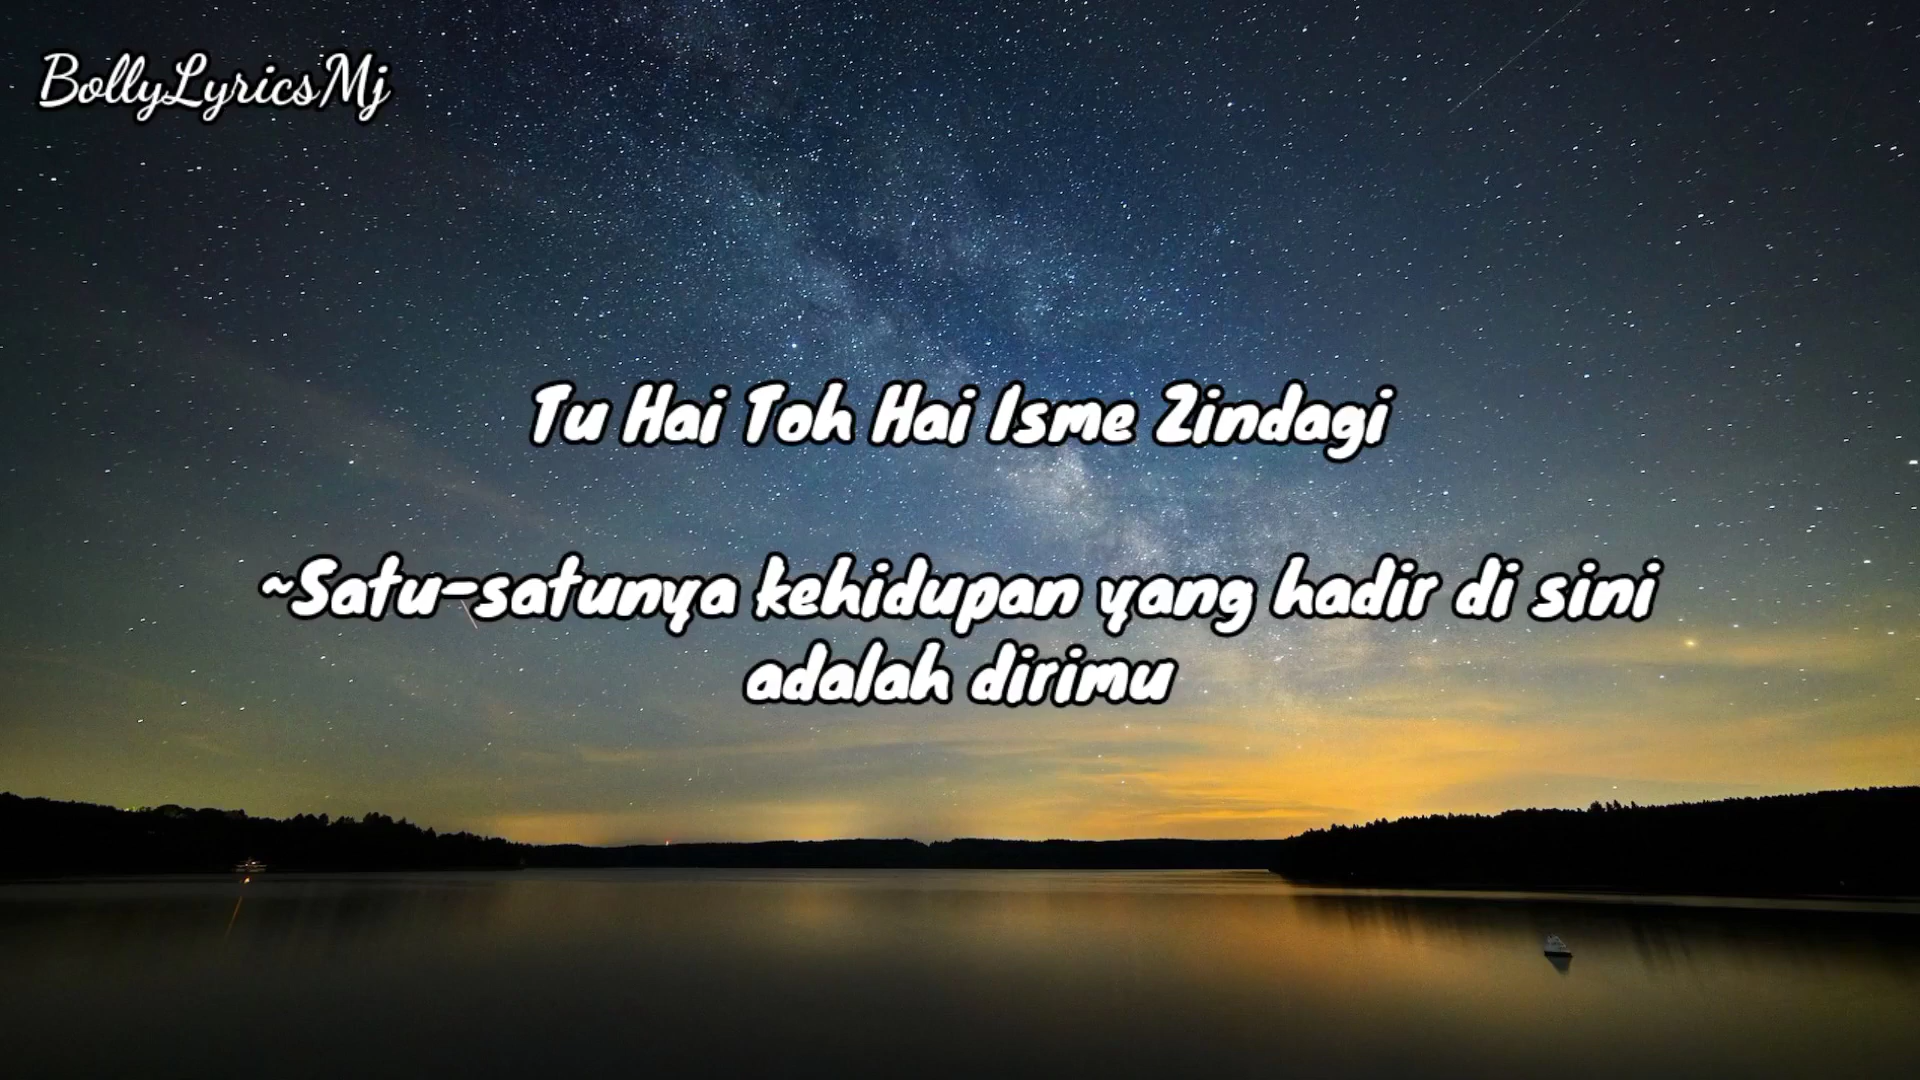 BollyLyricsMj
Tu Hai Toh Hai Isme Zindagi
~Satu-satunya kehidupan yang hadir di sini
adalah dirimu